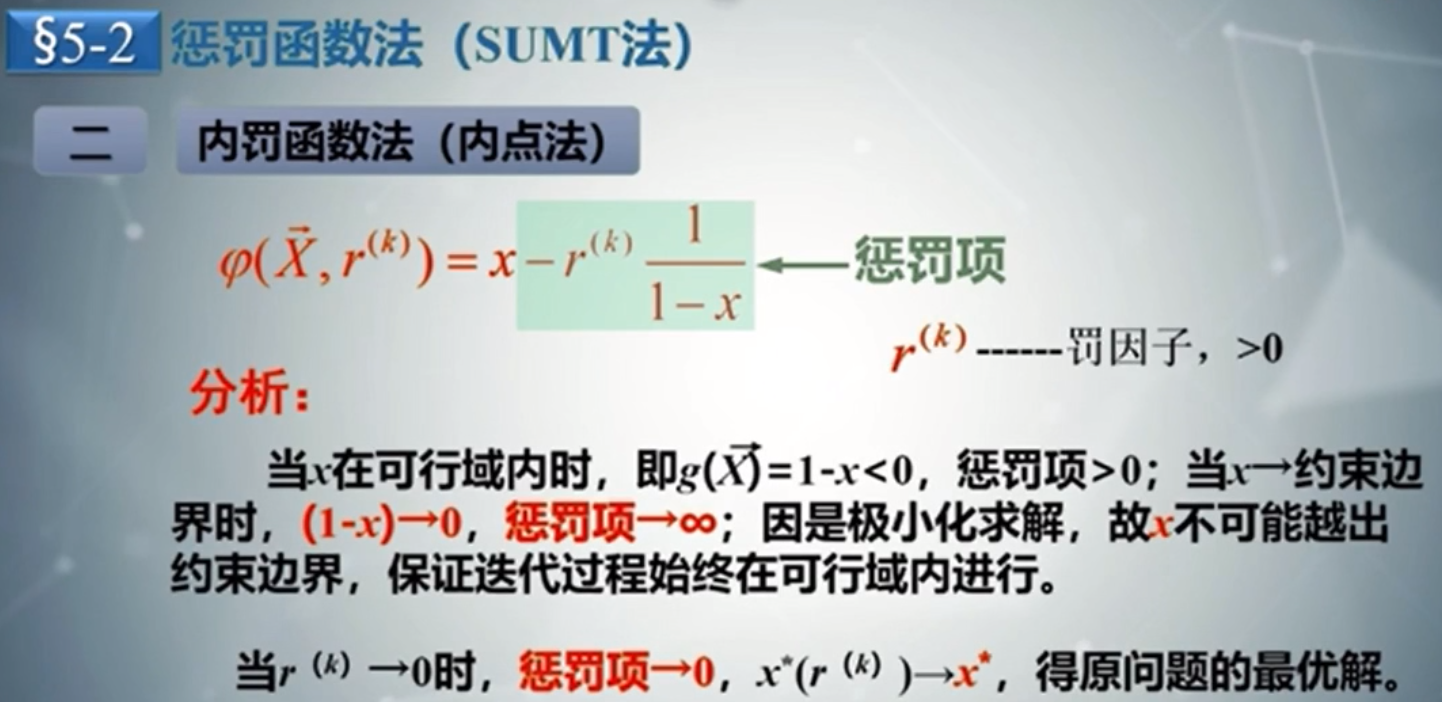 §5-2 惩罚函数法（SUMT法）
二 内罚函数法（内点法）
φ(X⃗, r⁽ᵏ⁾) = x − r⁽ᵏ⁾ 1/(1 − x) ← 惩罚项
r⁽ᵏ⁾ ------罚因子，>0
分析：
当x在可行域内时，即g(X⃗)=1-x<0，惩罚项>0；当x→约束边
界时，(1-x)→0，惩罚项→∞；因是极小化求解，故x不可能越出
约束边界，保证迭代过程始终在可行域内进行。
当r（k）→0时，惩罚项→0，x*(r（k）)→x*，得原问题的最优解。